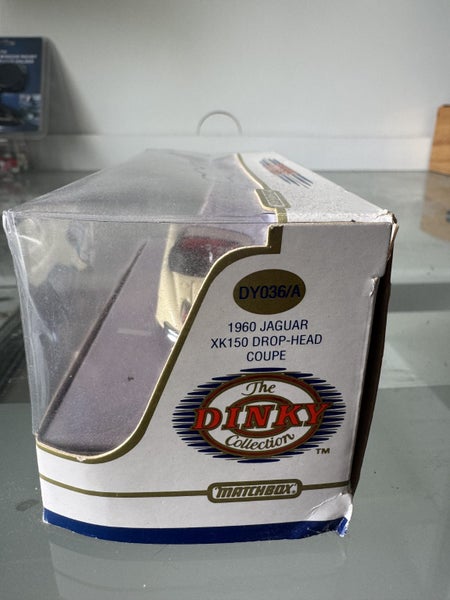 DY036/A
1960 JAGUAR
XK150 DROP-HEAD
COUPE
The
DINKY
Collection
TM
MATCHBOX